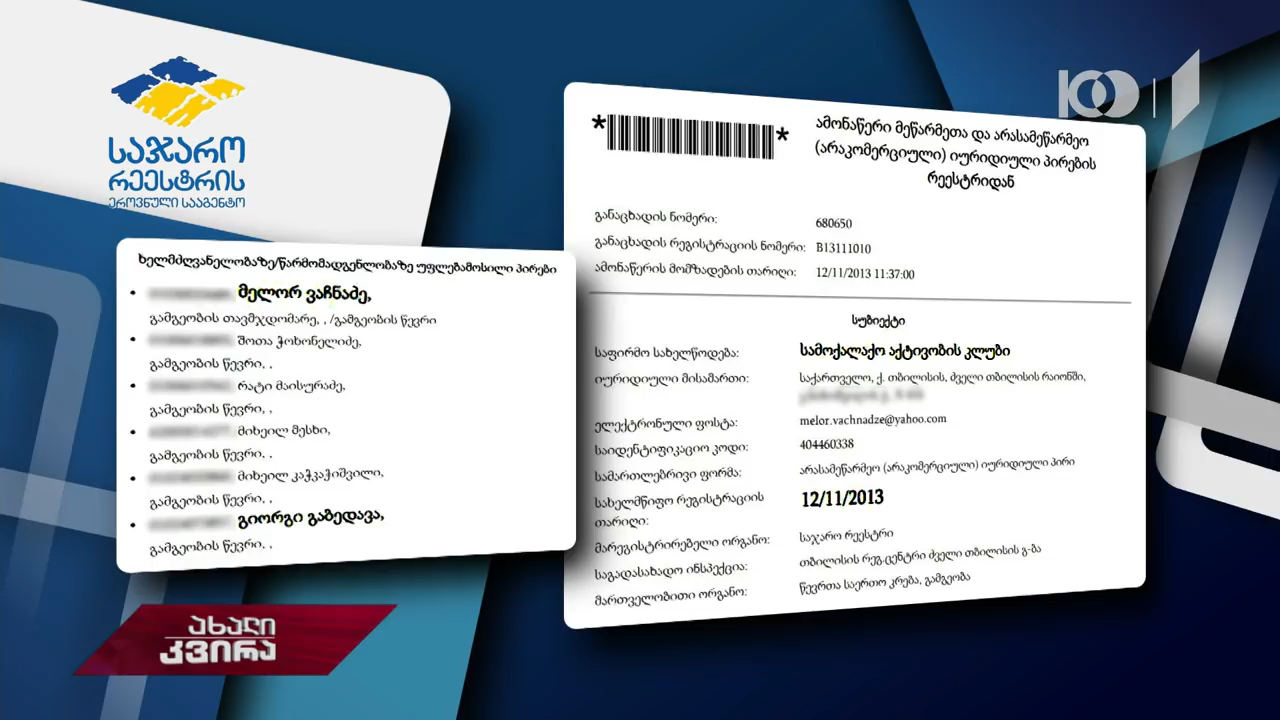 საჯარო
რეესტრის
ეროვნული სააგენტო
ხელმძღვანელობაზე/წარმომადგენლობაზე უფლებამოსილი პირები
• მელორ ვაჩნაძე,
გამგეობის თავმჯდომარე, , /გამგეობის წევრი
• შოთა ჭოხონელიძე,
გამგეობის წევრი, ,
• რატი მაისურაძე,
გამგეობის წევრი, ,
• მიხეილ მესხი,
გამგეობის წევრი, ,
• მიხეილ კაჭკაჭიშვილი,
გამგეობის წევრი, ,
• გიორგი გაბედავა,
გამგეობის წევრი, ,
ახალი
კვირა
100 | 1
* *
ამონაწერი მეწარმეთა და არასამეწარმეო
(არაკომერციული) იურიდიული პირების
რეესტრიდან
განაცხადის ნომერი: 680650
განაცხადის რეგისტრაციის ნომერი: B13111010
ამონაწერის მომზადების თარიღი: 12/11/2013 11:37:00
სუბიექტი
საფირმო სახელწოდება: სამოქალაქო აქტივობის კლუბი
იურიდიული მისამართი: საქართველო, ქ. თბილისის, ძველი თბილისის რაიონში,
ელექტრონული ფოსტა: melor.vachnadze@yahoo.com
საიდენტიფიკაციო კოდი: 404460338
სამართლებრივი ფორმა: არასამეწარმეო (არაკომერციული) იურიდიული პირი
სახელმწიფო რეგისტრაციის 12/11/2013
თარიღი:
მარეგისტრირებელი ორგანო: საჯარო რეესტრი
საგადასახადო ინსპექცია: თბილისის რეგ.ცენტრი ძველი თბილისის გ-ბა
მართველობითი ორგანო: წევრთა საერთო კრება, გამგეობა